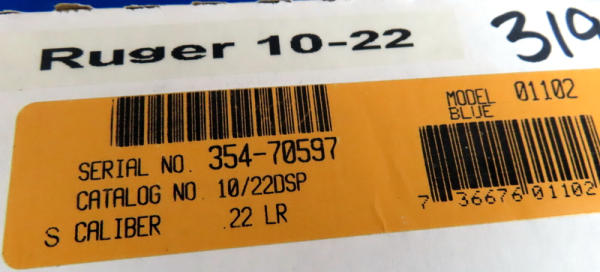 Ruger 10-22
319
MODEL 01102
BLUE
SERIAL NO. 354-70597
CATALOG NO. 10/22DSP
S CALIBER .22 LR
7 36676 01102